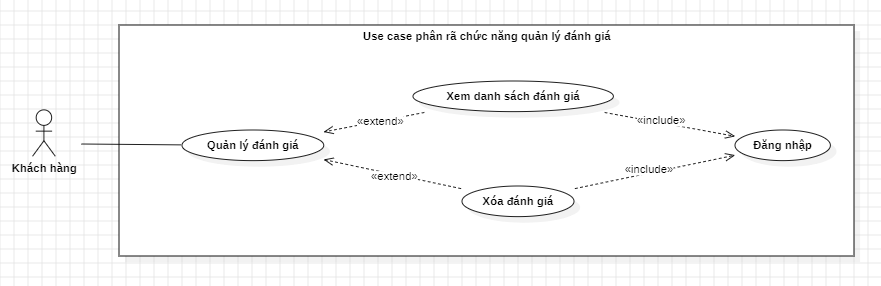 Use case phân rã chức năng quản lý đánh giá
Xem danh sách đánh giá
«extend»
«include»
Quản lý đánh giá
Đăng nhập
Khách hàng
«extend»
«include»
Xóa đánh giá